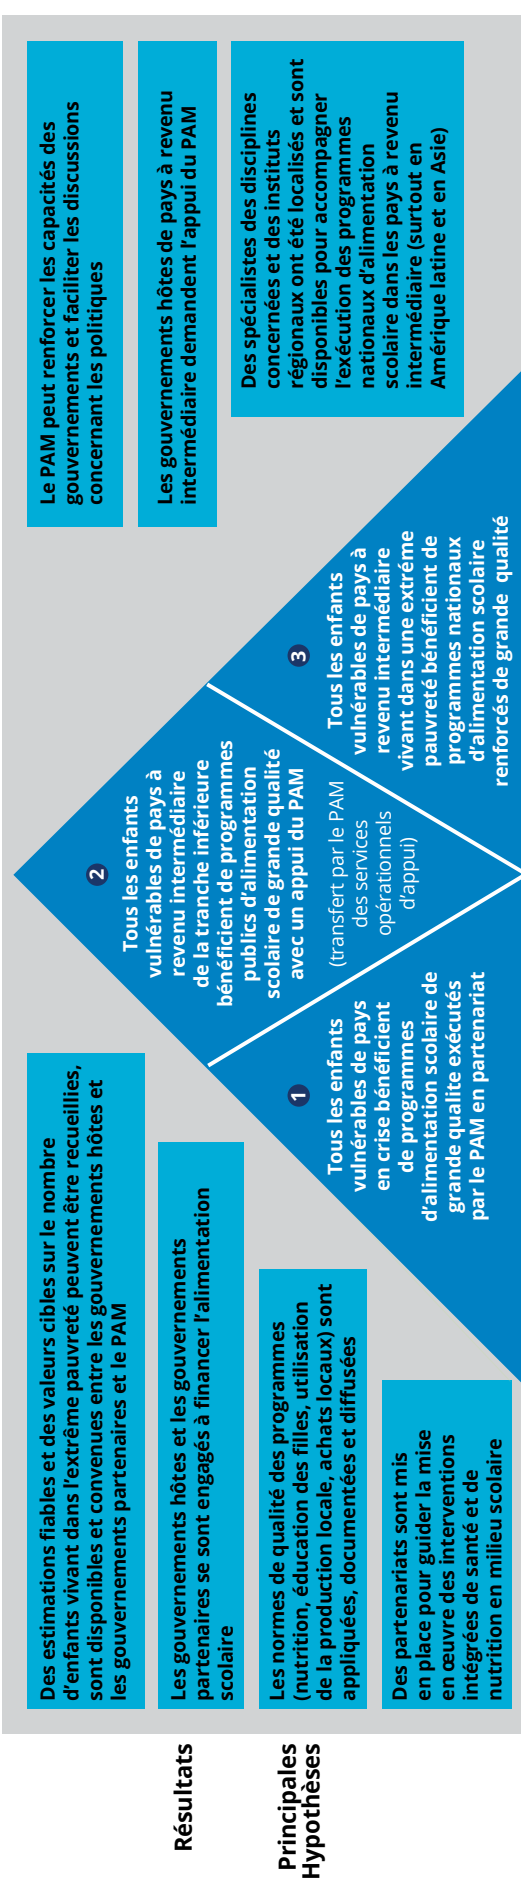 Résultats
Principales
Hypothèses
Des estimations fiables et des valeurs cibles sur le nombre
d'enfants vivant dans l'extrême pauvreté peuvent être recueillies,
sont disponibles et convenues entre les gouvernements hôtes et
les gouvernements partenaires et le PAM
Les gouvernements hôtes et les gouvernements
partenaires se sont engagés à financer l'alimentation
scolaire
Les normes de qualité des programmes
(nutrition, éducation des filles, utilisation
de la production locale, achats locaux) sont
appliquées, documentées et diffusées
Des partenariats sont mis
en place pour guider la mise
en œuvre des interventions
intégrées de santé et de
nutrition en milieu scolaire
1
Tous les enfants
vulnérables de pays
en crise bénéficient
de programmes
d'alimentation scolaire de
grande qualite exécutés
par le PAM en partenariat
2
Tous les enfants
vulnérables de pays à
revenu intermédiaire
de la tranche inférieure
bénéficient de programmes
publics d'alimentation
scolaire de grande qualité
avec un appui du PAM
(transfert par le PAM
des services
opérationnels
d'appui)
3
Tous les enfants
vulnérables de pays à
revenu intermédiaire
vivant dans une extréme
pauvreté bénéficient de
programmes nationaux
d'alimentation scolaire
renforcés de grande qualité
Le PAM peut renforcer les capacités des
gouvernements et faciliter les discussions
concernant les politiques
Les gouvernements hôtes de pays à revenu
intermédiaire demandent l'appui du PAM
Des spécialistes des disciplines
concernées et des instituts
régionaux ont été localisés et sont
disponibles pour accompagner
l'exécution des programmes
nationaux d'alimentation
scolaire dans les pays à revenu
intermédiaire (surtout en
Amérique latine et en Asie)